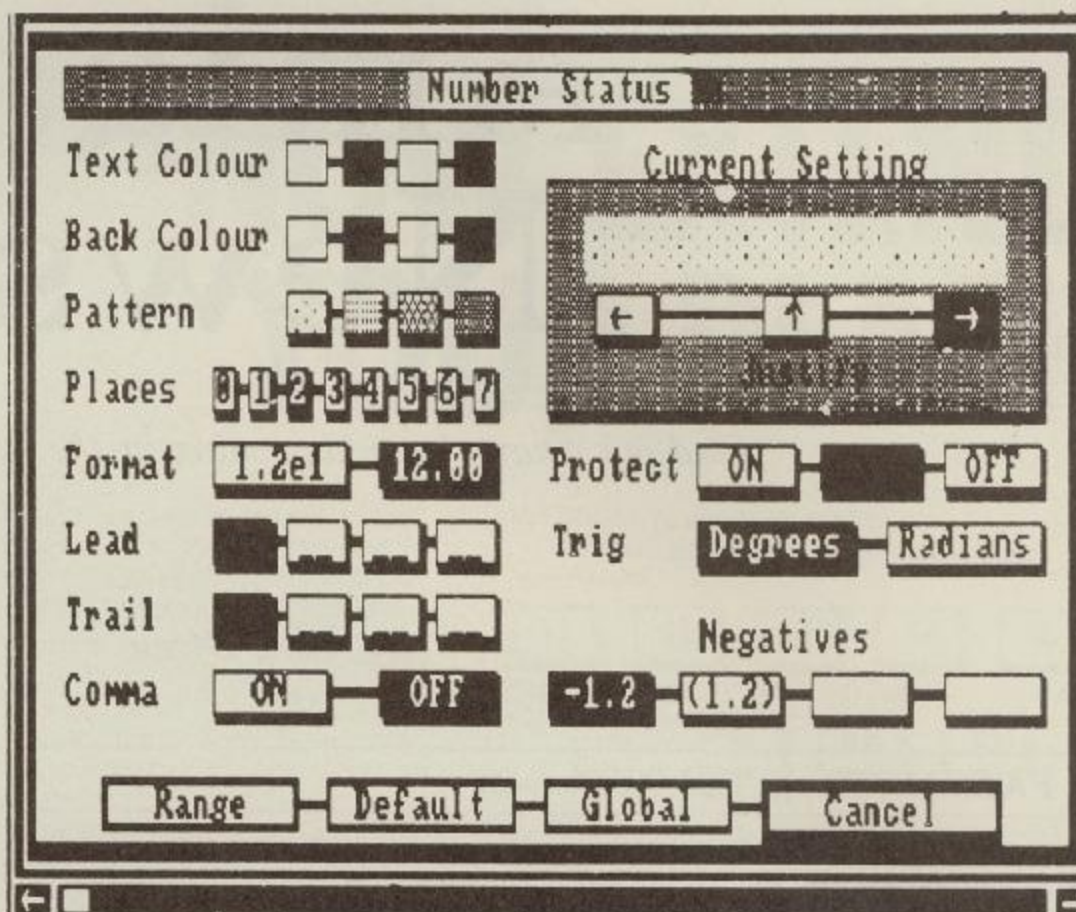 Number Status
Text Colour
Back Colour
Pattern
Places 0 1 2 3 4 5 6 7
Format 1.2e1 12.00
Lead
Trail
Comma ON OFF
Current Setting
← ↑ →
Justify
Protect ON OFF
Trig Degrees Radians
Negatives
-1.2 (1.2)
Range Default Global Cancel
←